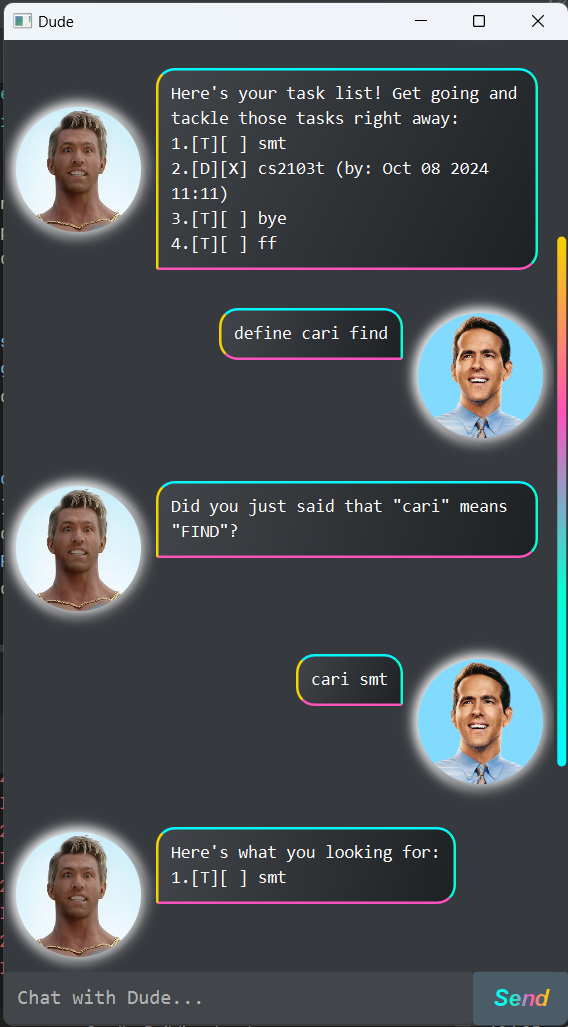 Dude
Here's your task list! Get going and
tackle those tasks right away:
1.[T][ ] smt
2.[D][X] cs2103t (by: Oct 08 2024
11:11)
3.[T][ ] bye
4.[T][ ] ff
define cari find
Did you just said that "cari" means
"FIND"?
cari smt
Here's what you looking for:
1.[T][ ] smt
Chat with Dude...
Send